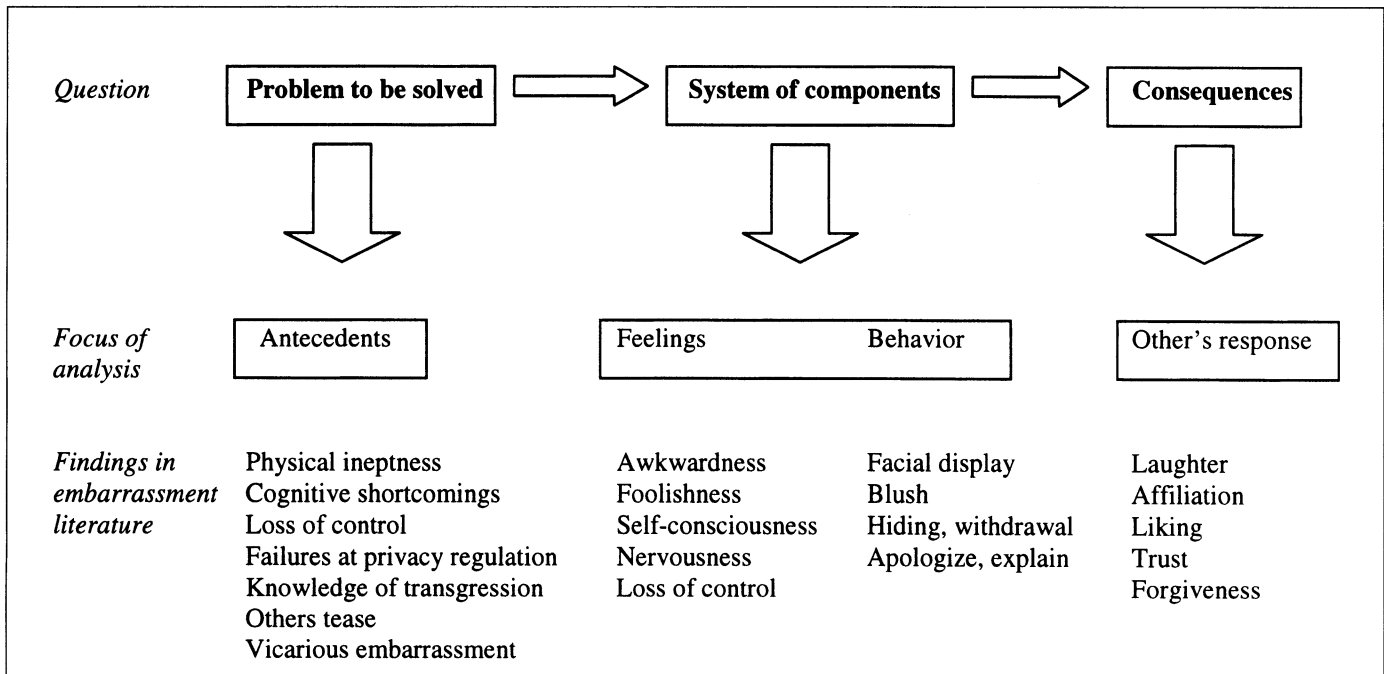 Question
Problem to be solved
System of components
Consequences
Focus of
analysis
Antecedents
Feelings
Behavior
Other's response
Findings in
embarrassment
literature
Physical ineptness
Cognitive shortcomings
Loss of control
Failures at privacy regulation
Knowledge of transgression
Others tease
Vicarious embarrassment
Awkwardness
Foolishness
Self-consciousness
Nervousness
Loss of control
Facial display
Blush
Hiding, withdrawal
Apologize, explain
Laughter
Affiliation
Liking
Trust
Forgiveness